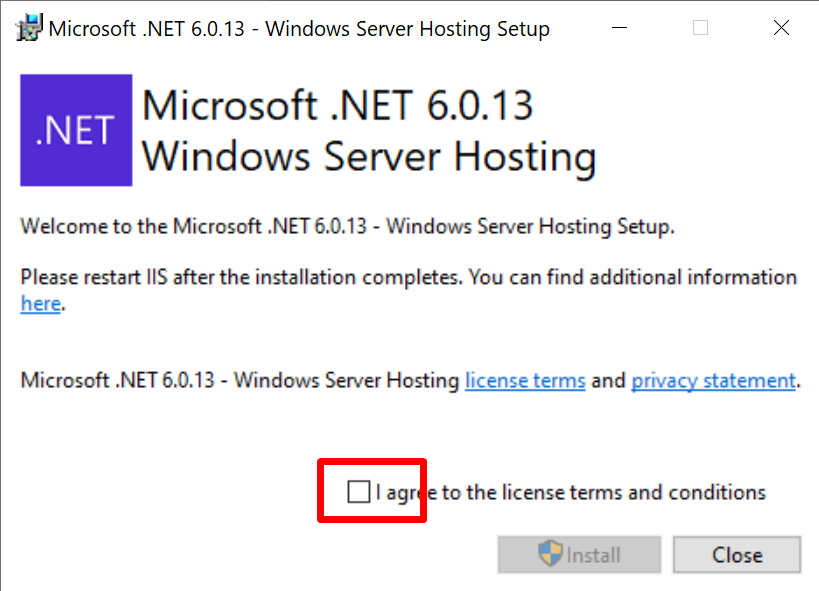 Microsoft .NET 6.0.13 - Windows Server Hosting Setup
.NET
Microsoft .NET 6.0.13
Windows Server Hosting
Welcome to the Microsoft .NET 6.0.13 - Windows Server Hosting Setup.
Please restart IIS after the installation completes. You can find additional information
here.
Microsoft .NET 6.0.13 - Windows Server Hosting license terms and privacy statement.
I agree to the license terms and conditions
Install
Close